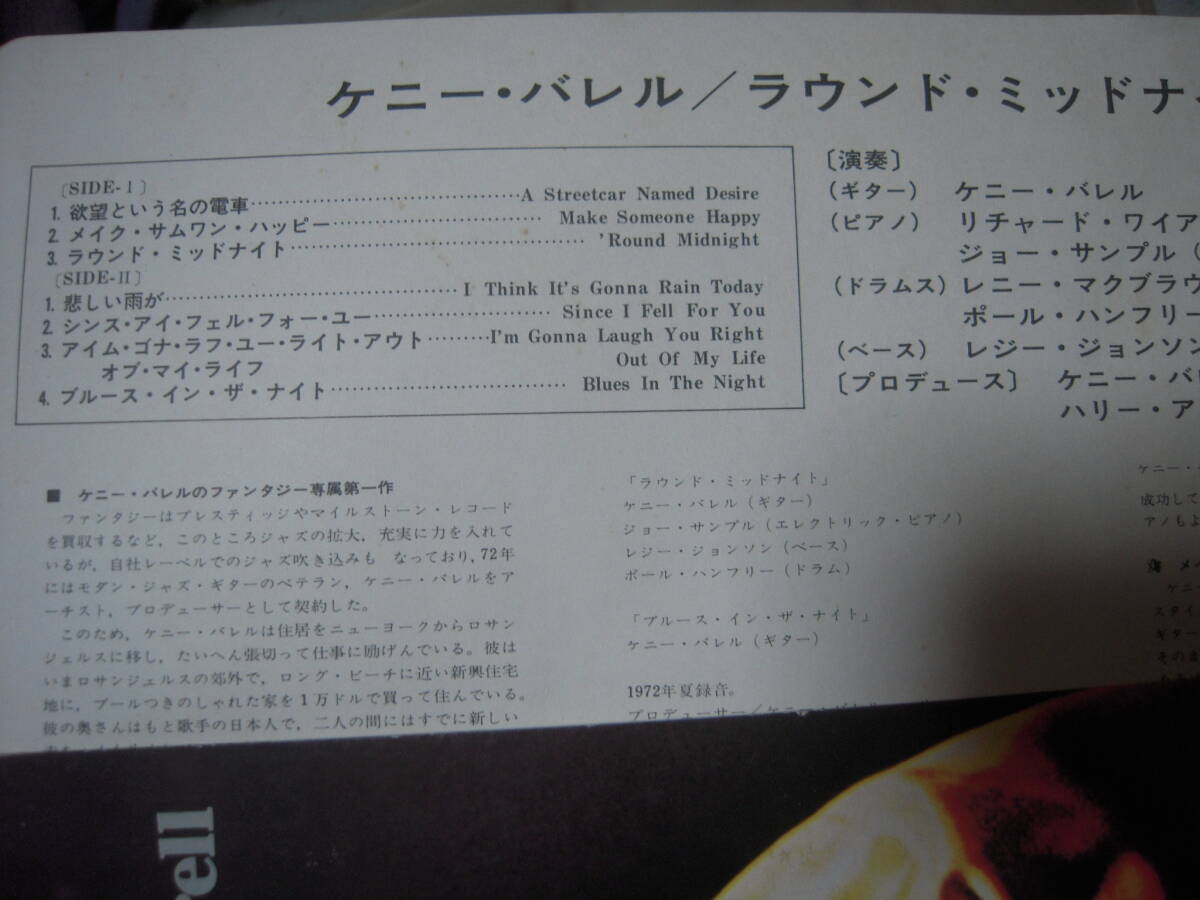 ケニー・バレル／ラウンド・ミッドナ
〔SIDE-Ⅰ〕
1. 欲望という名の電車……………………………A Streetcar Named Desire
2. メイク・サムワン・ハッピー……………………… Make Someone Happy
3. ラウンド・ミッドナイト……………………………… 'Round Midnight
〔SIDE-Ⅱ〕
1. 悲しい雨が………………………………I Think It's Gonna Rain Today
2. シンス・アイ・フェル・フォー・ユー………………… Since I Fell For You
3. アイム・ゴナ・ラフ・ユー・ライト・アウト………I'm Gonna Laugh You Right
オブ・マイ・ライフ Out Of My Life
4. ブルース・イン・ザ・ナイト………………………… Blues In The Night
〔演奏〕
（ギター） ケニー・バレル
（ピアノ） リチャード・ワイア
ジョー・サンプル（
（ドラムス）レニー・マクブラウ
ポール・ハンフリー
（ベース） レジー・ジョンソン
〔プロデュース〕 ケニー・バ
ハリー・ア
■ ケニー・バレルのファンタジー専属第一作
ファンタジーはプレスティッジやマイルストーン・レコード
を買収するなど，このところジャズの拡大，充実に力を入れて
いるが，自社レーベルでのジャズ吹き込みも なっており，72年
にはモダン・ジャズ・ギターのベテラン，ケニー・バレルをア
ーチスト，プロデューサーとして契約した。
このため，ケニー・バレルは住居をニューヨークからロサン
ジェルスに移し，たいへん張切って仕事に励げんでいる。彼は
いまロサンジェルスの郊外で，ロング・ビーチに近い新興住宅
地に，プールつきのしゃれた家を1万ドルで買って住んでいる。
彼の奥さんはもと歌手の日本人で，二人の間にはすでに新しい
「ラウンド・ミッドナイト」
ケニー・バレル（ギター）
ジョー・サンプル（エレクトリック・ピアノ）
レジー・ジョンソン（ベース）
ポール・ハンフリー（ドラム）
「ブルース・イン・ザ・ナイト」
ケニー・バレル（ギター）
1972年夏録音。
プロデューサー／ケニー・バレル
ケニー・
成功して
アノもよ
メイ
ケニ
スタイ
ギター
そのま
ell